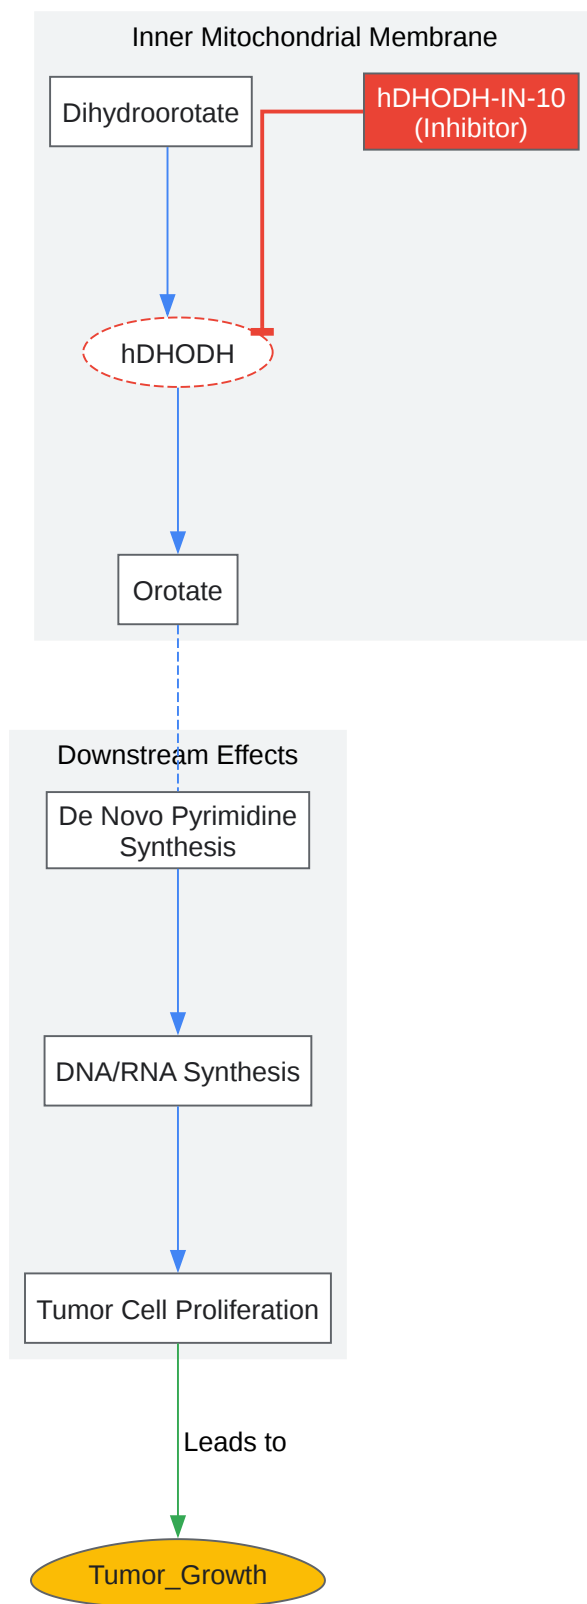 Inner Mitochondrial Membrane
Dihydroorotate
hDHODH-IN-10
(Inhibitor)
hDHODH
Orotate
Downstream Effects
De Novo Pyrimidine
Synthesis
DNA/RNA Synthesis
Tumor Cell Proliferation
Leads to
Tumor_Growth